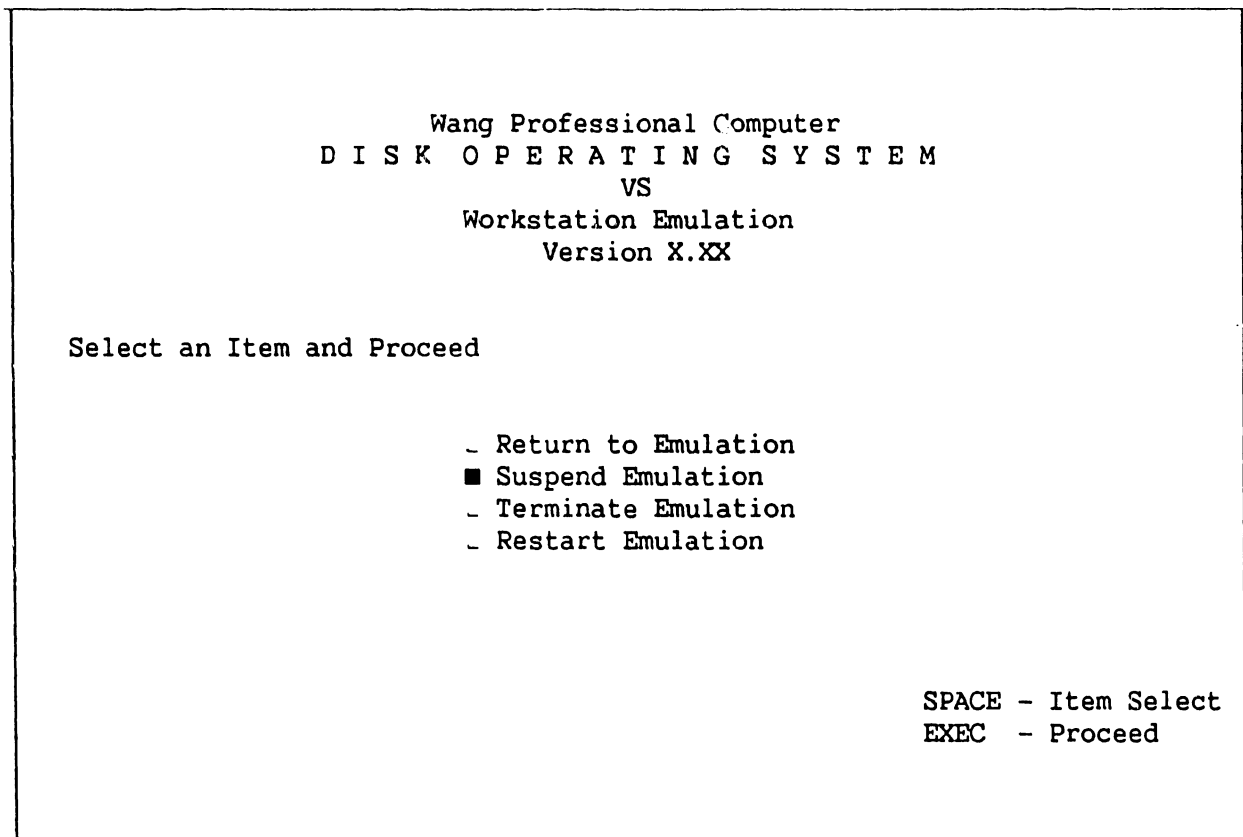 Wang Professional Computer
D I S K  O P E R A T I N G  S Y S T E M
VS
Workstation Emulation
Version X.XX
Select an Item and Proceed
_ Return to Emulation
■ Suspend Emulation
_ Terminate Emulation
_ Restart Emulation
SPACE - Item Select
EXEC - Proceed